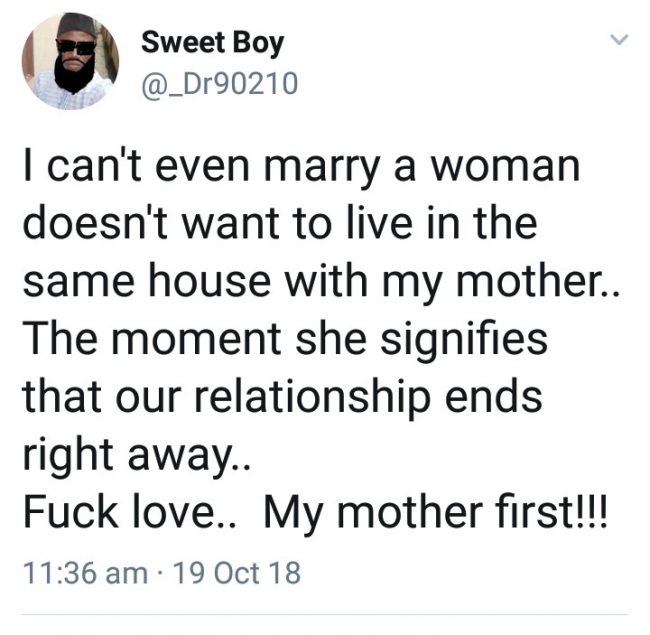 Sweet Boy
@_Dr90210
I can't even marry a woman
doesn't want to live in the
same house with my mother..
The moment she signifies
that our relationship ends
right away..
Fuck love..  My mother first!!!
11:36 am · 19 Oct 18